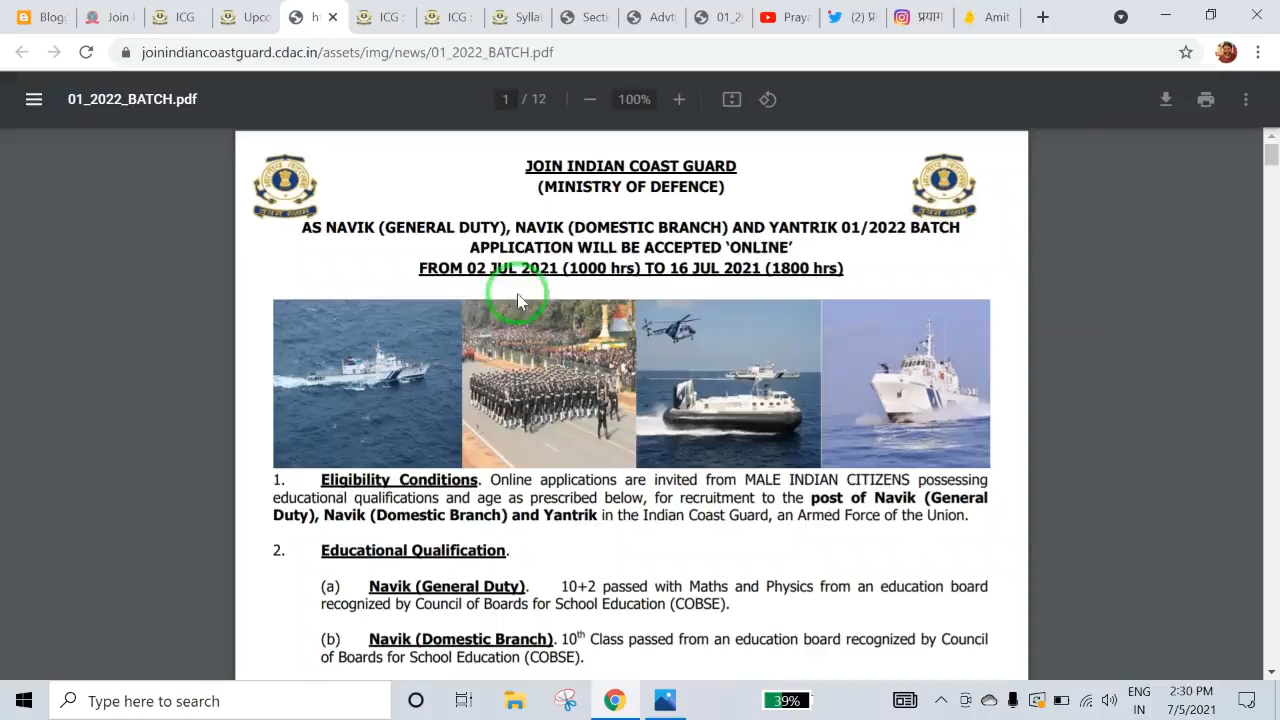 Blog
Join
ICG
Upco
h
ICG
ICG
Sylla
Secti
Advt
01_20
Praya
(2) प्र
प्रयाग
Amit
joinindiancoastguard.cdac.in/assets/img/news/01_2022_BATCH.pdf
01_2022_BATCH.pdf
1 / 12
100%
JOIN INDIAN COAST GUARD
(MINISTRY OF DEFENCE)
AS NAVIK (GENERAL DUTY), NAVIK (DOMESTIC BRANCH) AND YANTRIK 01/2022 BATCH
APPLICATION WILL BE ACCEPTED ‘ONLINE’
FROM 02 JUL 2021 (1000 hrs) TO 16 JUL 2021 (1800 hrs)
1. Eligibility Conditions. Online applications are invited from MALE INDIAN CITIZENS possessing
educational qualifications and age as prescribed below, for recruitment to the post of Navik (General
Duty), Navik (Domestic Branch) and Yantrik in the Indian Coast Guard, an Armed Force of the Union.
2. Educational Qualification.
(a) Navik (General Duty). 10+2 passed with Maths and Physics from an education board
recognized by Council of Boards for School Education (COBSE).
(b) Navik (Domestic Branch). 10th Class passed from an education board recognized by Council
of Boards for School Education (COBSE).
Type here to search
39%
ENG
IN
2:30 PM
7/5/2021